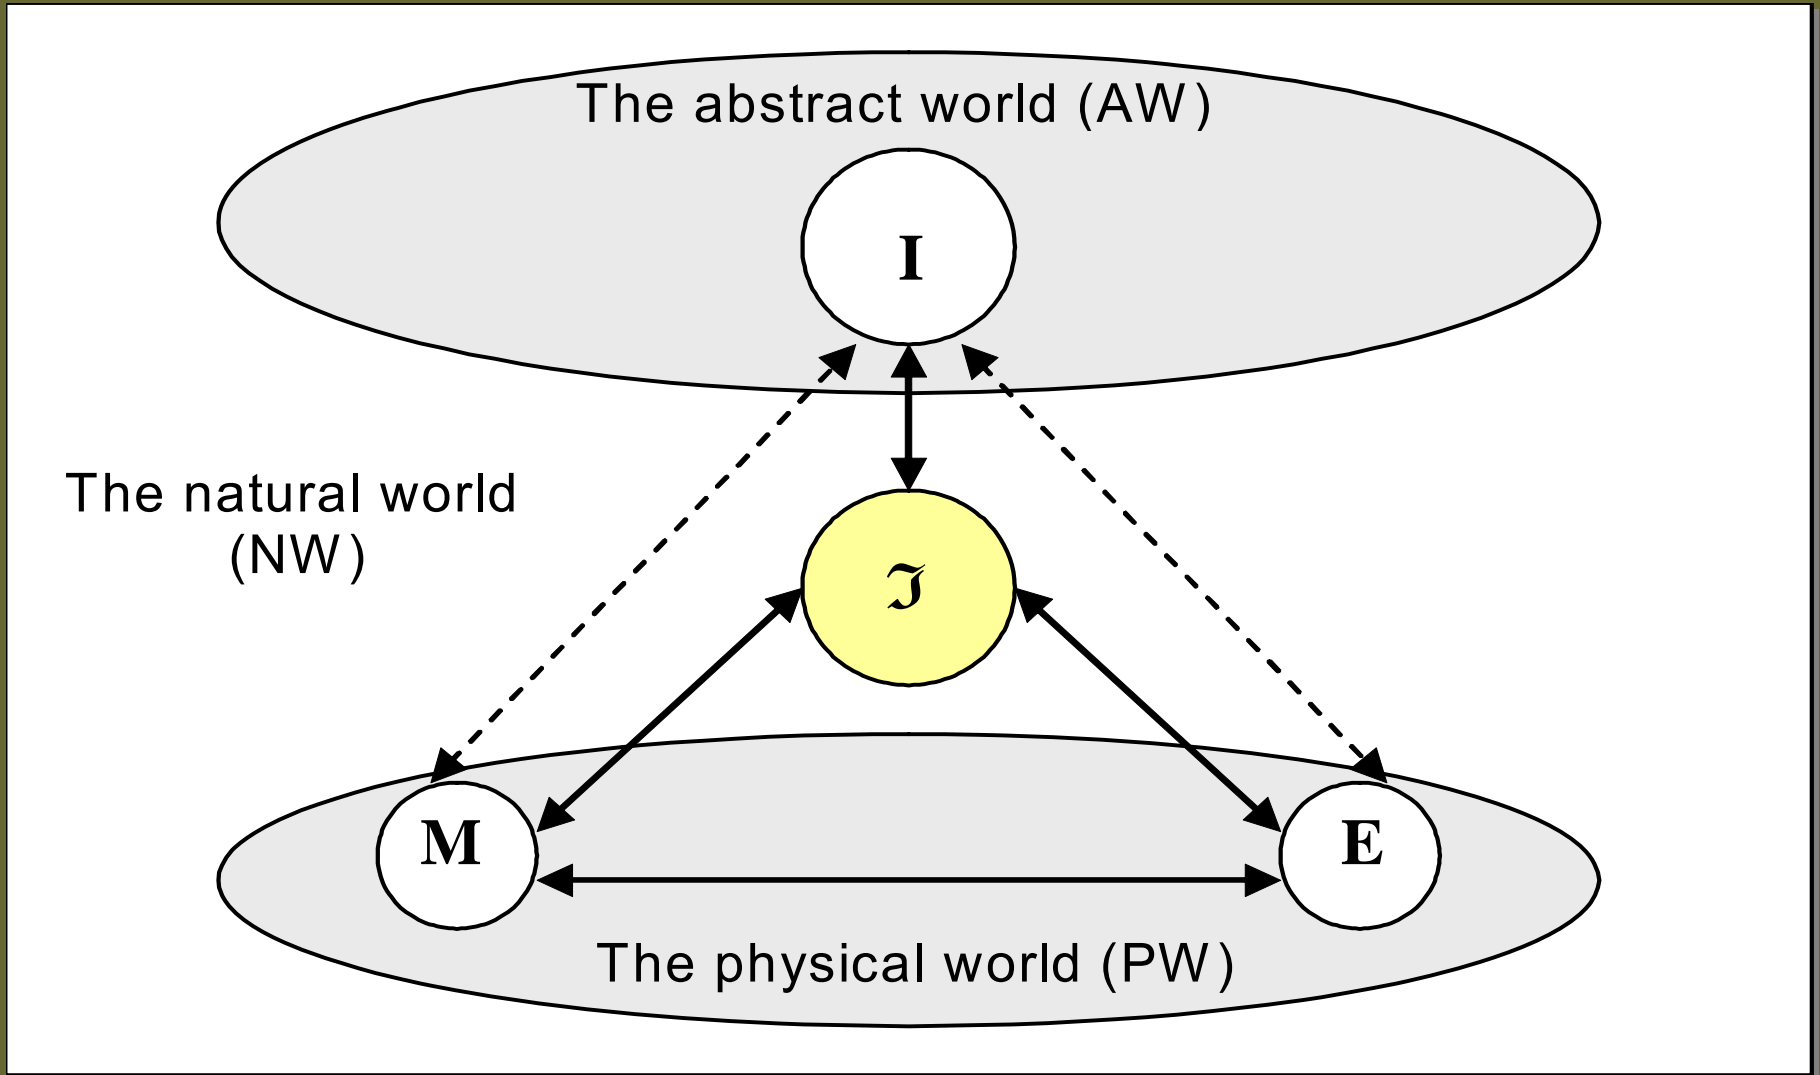 The abstract world (AW)
I
The natural world
(NW)
ℑ
M
E
The physical world (PW)